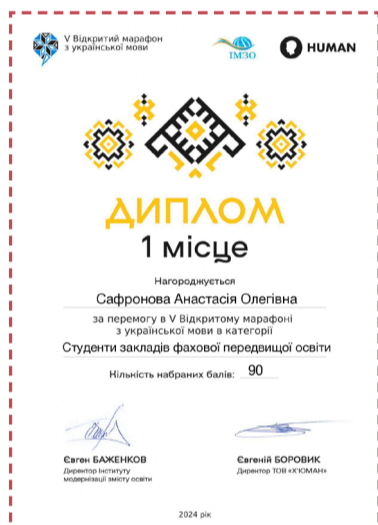 V Відкритий марафон
з української мови
ІМЗО
HUMAN
ДИПЛОМ
1 місце
Нагороджується
Сафронова Анастасія Олегівна
за перемогу в V Відкритому марафоні
з української мови в категорії
Студенти закладів фахової передвищої освіти
Кількість набраних балів: 90
Євген БАЖЕНКОВ
Директор Інституту
модернізації змісту освіти
Євгеній БОРОВИК
Директор ТОВ «Х'ЮМАН»
2024 рік